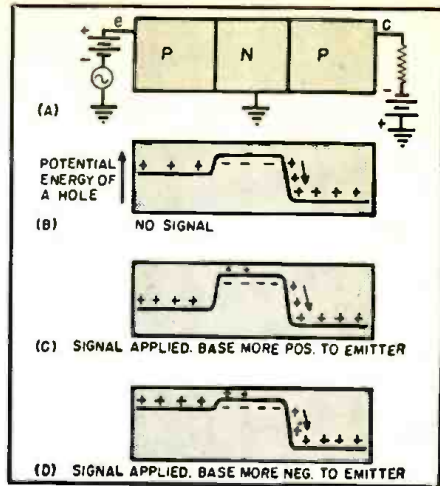 e
C
P N P
+
-
-
+
(A)
POTENTIAL
ENERGY OF
A HOLE
(B)
NO SIGNAL
(C) SIGNAL APPLIED. BASE MORE POS. TO EMITTER
(D) SIGNAL APPLIED. BASE MORE NEG. TO EMITTER